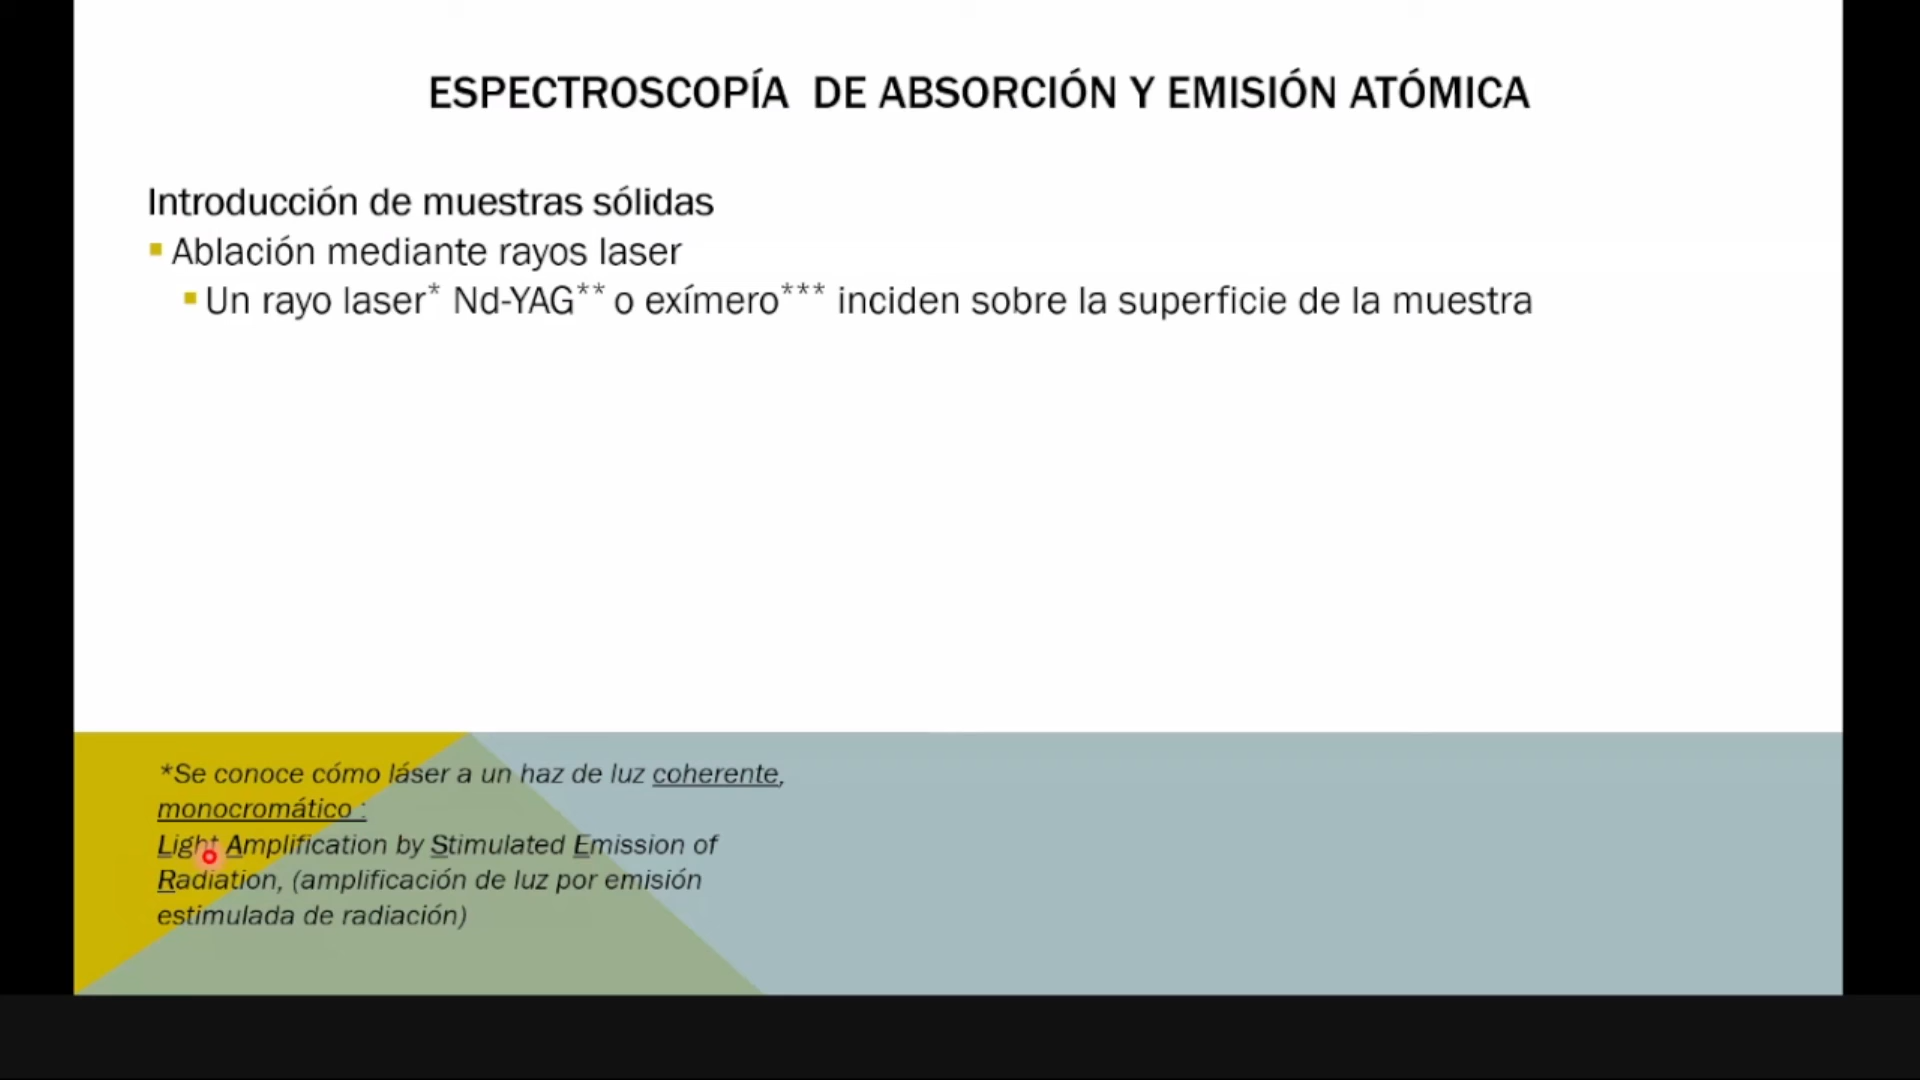 ESPECTROSCOPÍA DE ABSORCIÓN Y EMISIÓN ATÓMICA
Introducción de muestras sólidas
Ablación mediante rayos laser
Un rayo laser* Nd-YAG** o exímero*** inciden sobre la superficie de la muestra
*Se conoce cómo láser a un haz de luz coherente,
monocromático :
Light Amplification by Stimulated Emission of
Radiation, (amplificación de luz por emisión
estimulada de radiación)